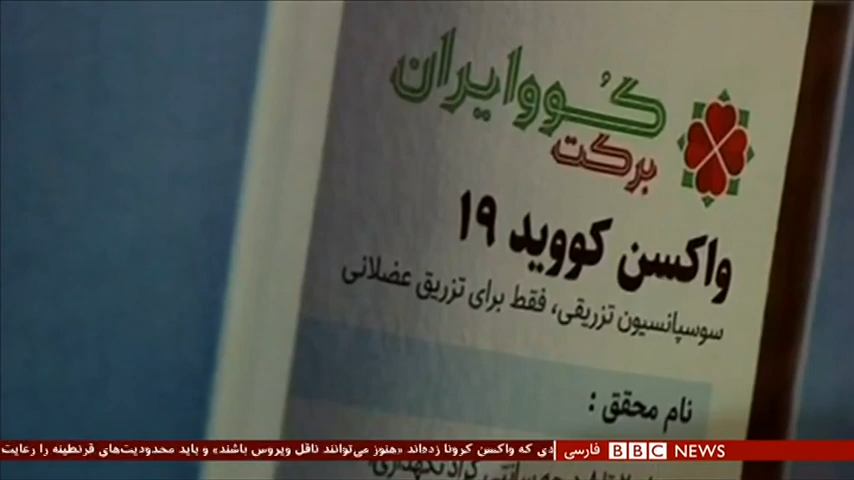 کُووایران
برکت
واکسن کووید ۱۹
سوسپانسیون تزریقی، فقط برای تزریق عضلانی
نام محقق :
دی که واکسن کرونا زده‌اند «هنوز می‌توانند ناقل ویروس باشند» و باید محدودیت‌های قرنطینه را رعایت
BBC NEWS فارسی